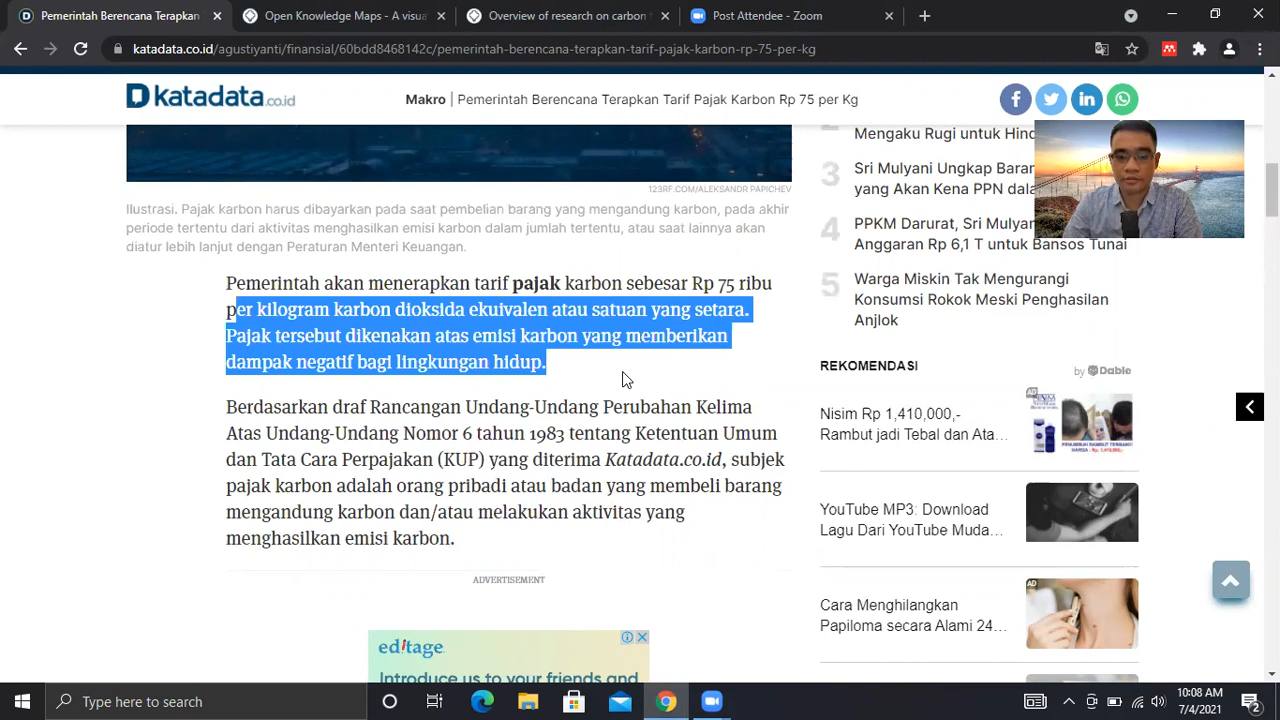 Pemerintah Berencana Terapkan
Open Knowledge Maps - A visua
Overview of research on carbon
Post Attendee - Zoom
katadata.co.id/agustiyanti/finansial/60bdd8468142c/pemerintah-berencana-terapkan-tarif-pajak-karbon-rp-75-per-kg
katadata.co.id
Makro | Pemerintah Berencana Terapkan Tarif Pajak Karbon Rp 75 per Kg
123RF.COM/ALEKSANDR PAPICHEV
Ilustrasi. Pajak karbon harus dibayarkan pada saat pembelian barang yang mengandung karbon, pada akhir
periode tertentu dari aktivitas menghasilkan emisi karbon dalam jumlah tertentu, atau saat lainnya akan
diatur lebih lanjut dengan Peraturan Menteri Keuangan.
Pemerintah akan menerapkan tarif pajak karbon sebesar Rp 75 ribu
per kilogram karbon dioksida ekuivalen atau satuan yang setara.
Pajak tersebut dikenakan atas emisi karbon yang memberikan
dampak negatif bagi lingkungan hidup.
Berdasarkan draf Rancangan Undang-Undang Perubahan Kelima
Atas Undang-Undang Nomor 6 tahun 1983 tentang Ketentuan Umum
dan Tata Cara Perpajakan (KUP) yang diterima Katadata.co.id, subjek
pajak karbon adalah orang pribadi atau badan yang membeli barang
mengandung karbon dan/atau melakukan aktivitas yang
menghasilkan emisi karbon.
ADVERTISEMENT
editage
Introduce us to your friends and
Mengaku Rugi untuk Hind
3
Sri Mulyani Ungkap Baran
yang Akan Kena PPN dala
4
PPKM Darurat, Sri Mulyan
Anggaran Rp 6,1 T untuk Bansos Tunai
5
Warga Miskin Tak Mengurangi
Konsumsi Rokok Meski Penghasilan
Anjlok
REKOMENDASI
by Dable
AD
Nisim Rp 1,410,000,-
Rambut jadi Tebal dan Ata...
YouTube MP3: Download
Lagu Dari YouTube Muda...
AD
Cara Menghilangkan
Papiloma secara Alami 24...
Type here to search
10:08 AM
7/4/2021
2